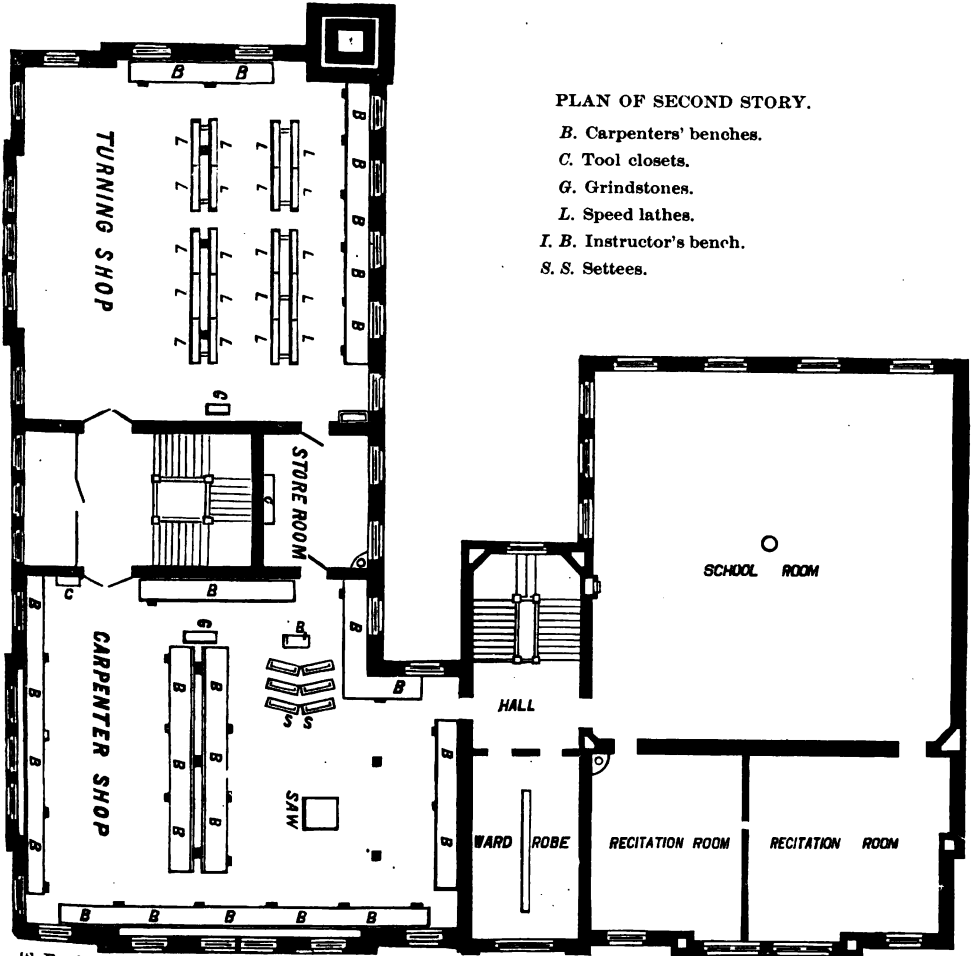 PLAN OF SECOND STORY.
B. Carpenters' benches.
C. Tool closets.
G. Grindstones.
L. Speed lathes.
I. B. Instructor's bench.
S. S. Settees.
B B
B
B
B
B
B
TURNING SHOP
L L L L
L L L L
L L L L
L L L L
L L L L
G
STORE ROOM
C
C
B
B
B
B
G
B
CARPENTER SHOP
B
B
B
B
B
B
B
B
B
S S
SAW
B
B
B B B B B
HALL
WARD ROBE
SCHOOL ROOM
RECITATION ROOM
RECITATION ROOM